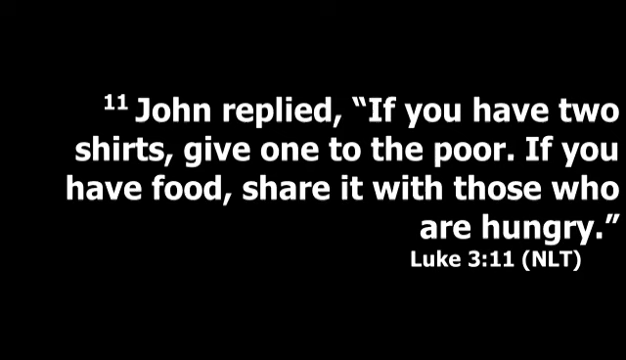 11 John replied, “If you have two
shirts, give one to the poor. If you
have food, share it with those who
are hungry.”
Luke 3:11 (NLT)